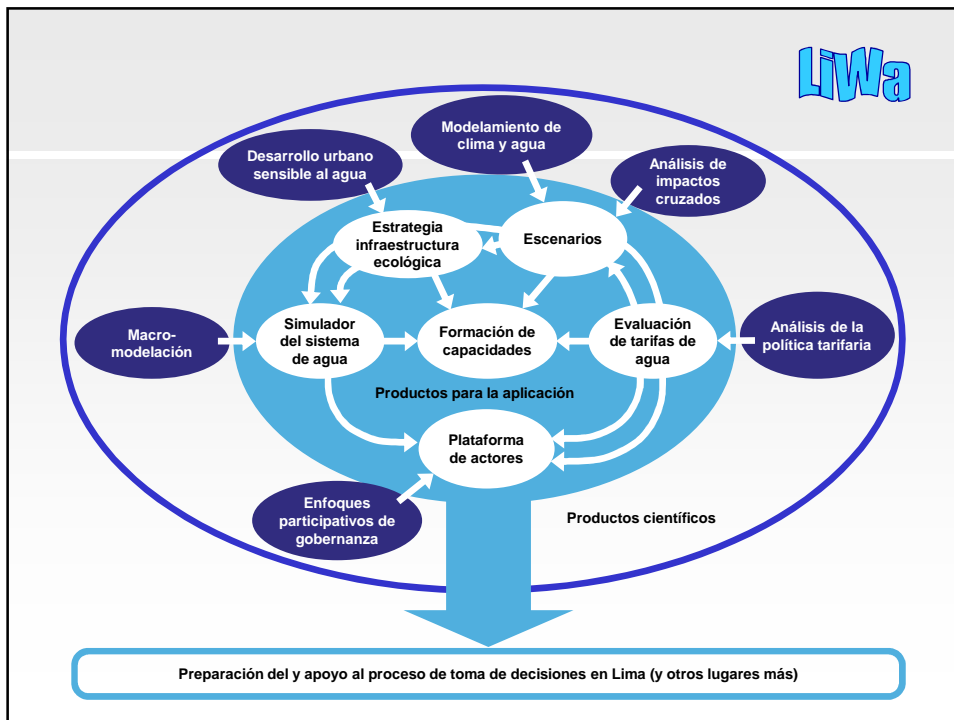 LiWa
Modelamiento de
clima y agua
Desarrollo urbano
sensible al agua
Análisis de
impactos
cruzados
Estrategia
infraestructura
ecológica
Escenarios
Macro-
modelación
Simulador
del sistema
de agua
Formación de
capacidades
Evaluación
de tarifas de
agua
Análisis de la
política tarifaria
Productos para la aplicación
Plataforma
de actores
Enfoques
participativos de
gobernanza
Productos científicos
Preparación del y apoyo al proceso de toma de decisiones en Lima (y otros lugares más)